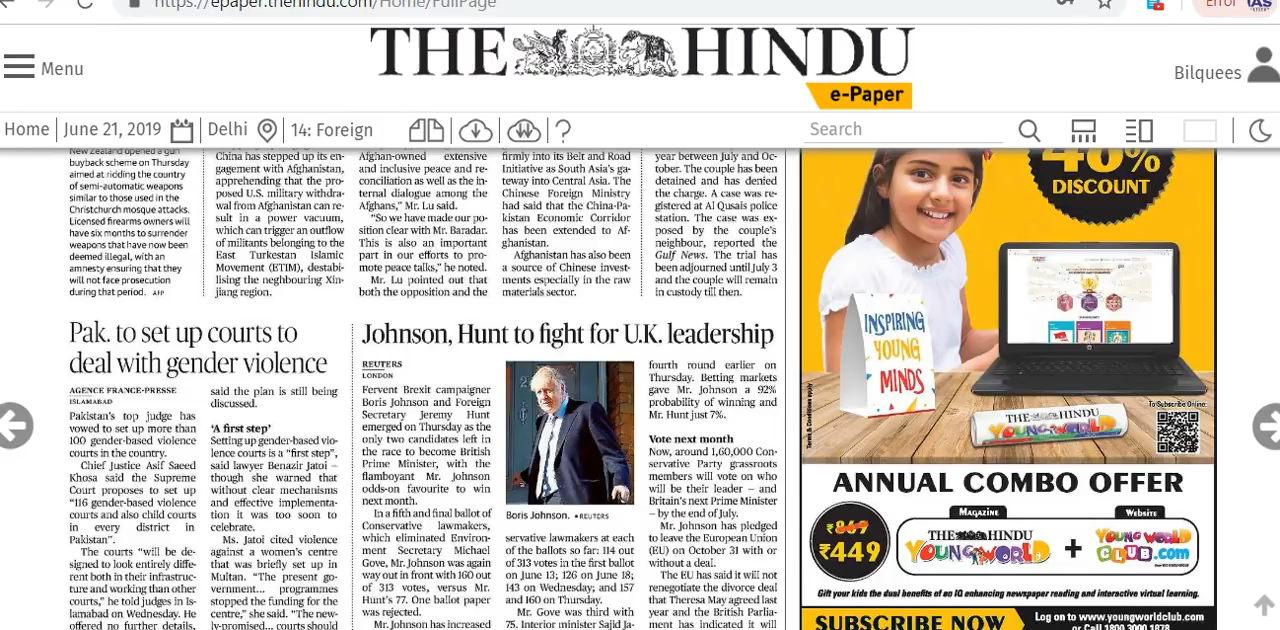 https://epaper.thehindu.com/Home/FullPage
Error
IAS
THE HINDU
e-Paper
Menu
Bilquees
Home
June 21, 2019
Delhi
14: Foreign
Search
New Zealand opened a gun
buyback scheme on Thursday
aimed at ridding the country
of semi-automatic weapons
similar to those used in the
Christchurch mosque attacks.
Licensed firearms owners will
have six months to surrender
weapons that have now been
deemed illegal, with an
amnesty ensuring that they
will not face prosecution
during that period. AFP
China has stepped up its en-
gagement with Afghanistan,
apprehending that the pro-
posed U.S. military withdra-
wal from Afghanistan can re-
sult in a power vacuum,
which can trigger an outflow
of militants belonging to the
East Turkestan Islamic
Movement (ETIM), destabi-
lising the neghbouring Xin-
jiang region.
Afghan-owned extensive
and inclusive peace and re-
conciliation as well as the in-
ternal dialogue among the
Afghans," Mr. Lu said.
"So we have made our po-
sition clear with Mr. Baradar.
This is also an important
part in our efforts to pro-
mote peace talks," he noted.
Mr. Lu pointed out that
both the opposition and the
firmly into its Belt and Road
Initiative as South Asia's ga-
teway into Central Asia. The
Chinese Foreign Ministry
had said that the China-Pa-
kistan Economic Corridor
has been extended to Af-
ghanistan.
Afghanistan has also been
a source of Chinese invest-
ments especially in the raw
materials sector.
year between July and Oc-
tober. The couple has been
detained and has denied
the charge. A case was re-
gistered at Al Qusais police
station. The case was ex-
posed by the couple's
neighbour, reported the
Gulf News. The trial has
been adjourned until July 3
and the couple will remain
in custody till then.
Pak. to set up courts to
deal with gender violence
AGENCE FRANCE-PRESSE
ISLAMABAD
Pakistan's top judge has
vowed to set up more than
100 gender-based violence
courts in the country.
Chief Justice Asif Saeed
Khosa said the Supreme
Court proposes to set up
"116 gender-based violence
courts and also child courts
in every district in
Pakistan".
The courts "will be de-
signed to look entirely diffe-
rent both in their infrastruc-
ture and working than other
courts," he told judges in Is-
lamabad on Wednesday. He
offered no further details,
said the plan is still being
discussed.
'A first step'
Setting up gender-based vio-
lence courts is a "first step",
said lawyer Benazir Jatoi –
though she warned that
without clear mechanisms
and effective implementa-
tion it was too soon to
celebrate.
Ms. Jatoi cited violence
against a women's centre
that was briefly set up in
Multan. "The present go-
vernment... programmes
stopped the funding for the
centre," she said. "The new-
ly-promised... courts should
Johnson, Hunt to fight for U.K. leadership
REUTERS
LONDON
Fervent Brexit campaigner
Boris Johnson and Foreign
Secretary Jeremy Hunt
emerged on Thursday as the
only two candidates left in
the race to become British
Prime Minister, with the
flamboyant Mr. Johnson
odds-on favourite to win
next month.
In a fifth and final ballot of
Conservative lawmakers,
which eliminated Environ-
ment Secretary Michael
Gove, Mr. Johnson was again
way out in front with 160 out
of 313 votes, versus Mr.
Hunt's 77. One ballot paper
was rejected.
Mr. Johnson has increased
Boris Johnson. • REUTERS
servative lawmakers at each
of the ballots so far: 114 out
of 313 votes in the first ballot
on June 13; 126 on June 18;
143 on Wednesday; and 157
and 160 on Thursday.
Mr. Gove was third with
75. Interior minister Sajid Ja-
fourth round earlier on
Thursday. Betting markets
gave Mr. Johnson a 92%
probability of winning and
Mr. Hunt just 7%.
Vote next month
Now, around 1,60,000 Con-
servative Party grassroots
members will vote on who
will be their leader – and
Britain's next Prime Minister
– by the end of July.
Mr. Johnson has pledged
to leave the European Union
(EU) on October 31 with or
without a deal.
The EU has said it will not
renegotiate the divorce deal
that Theresa May agreed last
year and the British Parlia-
ment has indicated it will
40%
DISCOUNT
INSPIRING
YOUNG
MINDS
THE HINDU
YOUNG WORLD
Terms & Conditions apply
To Subscribe Online:
ANNUAL COMBO OFFER
₹869
₹449
MAGAZINE
THE HINDU
YOUNG WORLD
+
WEBSITE
YOUNG WORLD
CLUB.com
Gift your kids the dual benefits of an IQ enhancing newspaper reading and interactive virtual learning.
SUBSCRIBE NOW
Log on to www.youngworldclub.com
or Call 1800 3000 1878